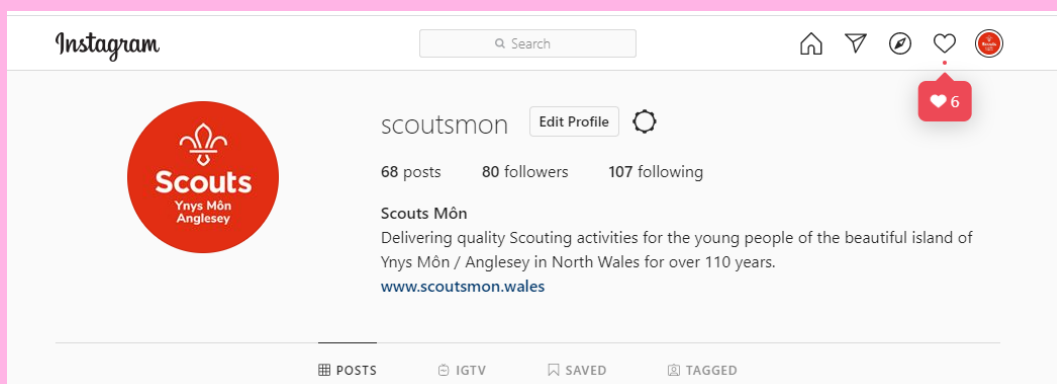 Instagram
Search
6
scoutsmon Edit Profile
68 posts 80 followers 107 following
Scouts
Ynys Môn
Anglesey
Scouts Môn
Delivering quality Scouting activities for the young people of the beautiful island of
Ynys Môn / Anglesey in North Wales for over 110 years.
www.scoutsmon.wales
POSTS IGTV SAVED TAGGED